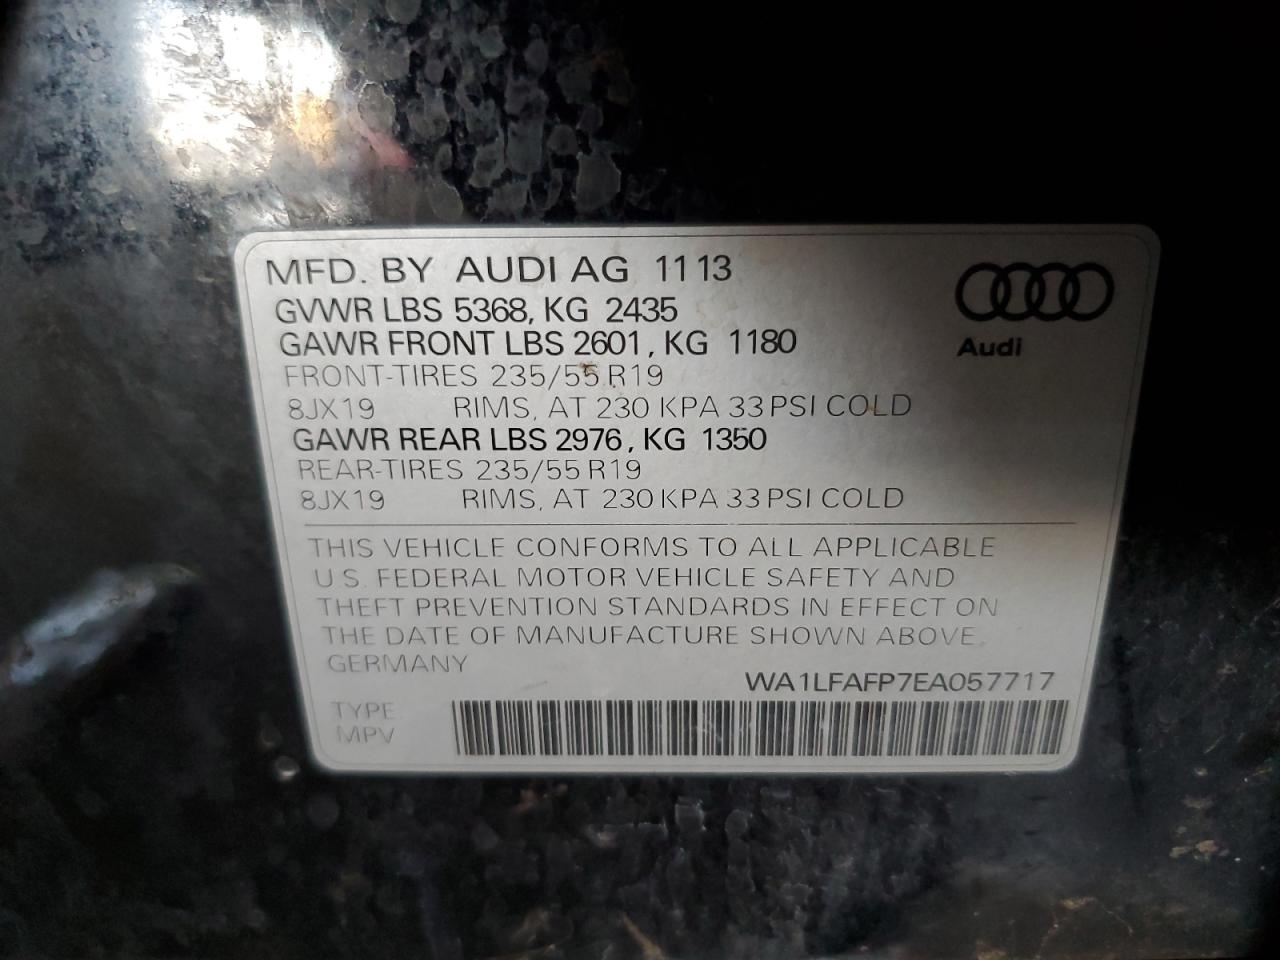 MFD. BY AUDI AG 11 13
GVWR LBS 5368, KG 2435
GAWR FRONT LBS 2601, KG 1180
FRONT-TIRES 235/55 R19
8JX19 RIMS, AT 230 KPA 33 PSI COLD
GAWR REAR LBS 2976, KG 1350
REAR-TIRES 235/55 R19
8JX19 RIMS, AT 230 KPA 33 PSI COLD
Audi
THIS VEHICLE CONFORMS TO ALL APPLICABLE
U.S. FEDERAL MOTOR VEHICLE SAFETY AND
THEFT PREVENTION STANDARDS IN EFFECT ON
THE DATE OF MANUFACTURE SHOWN ABOVE.
GERMANY
WA1LFAFP7EA057717
TYPE
MPV